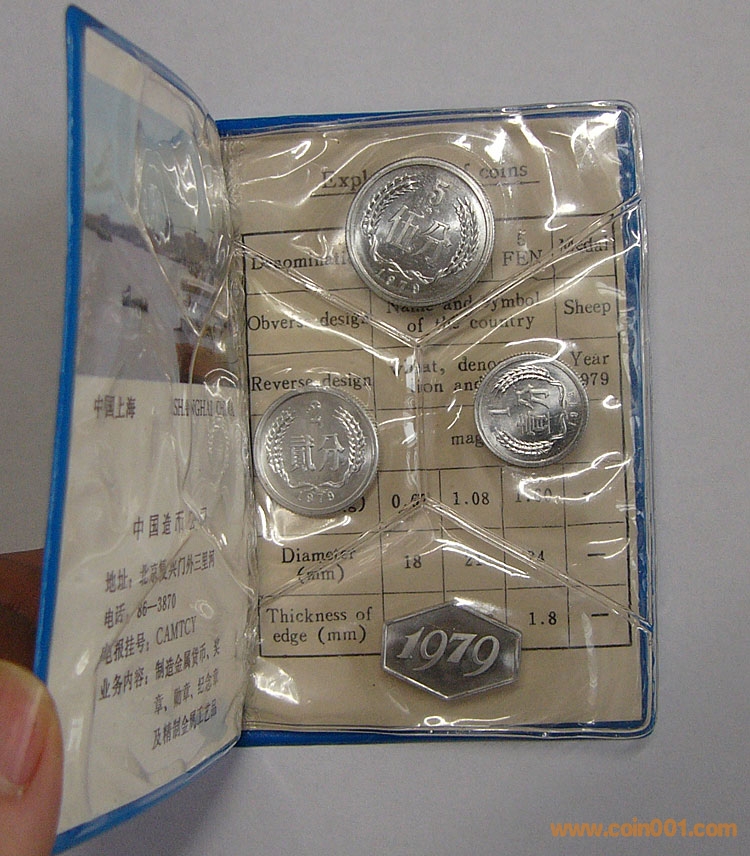 中国上海 SHANGHAI CHINA
中国造币公司
地址：北京复兴门外三里河
电话：86—3870
电报挂号：CAMTCY
业务内容：制造金属货币、奖
章、勋章、纪念章
及精制金属工艺品
of coins
5
伍分
1979
5
FEN Medal
Obverse design Name and symbol
of the country Sheep
Reverse design
Year
1979
2
贰分
1979
1
壹分
1.08 —
Diameter
(mm) 18 —
Thickness of
edge (mm) 1.8 —
1979
www.coin001.com